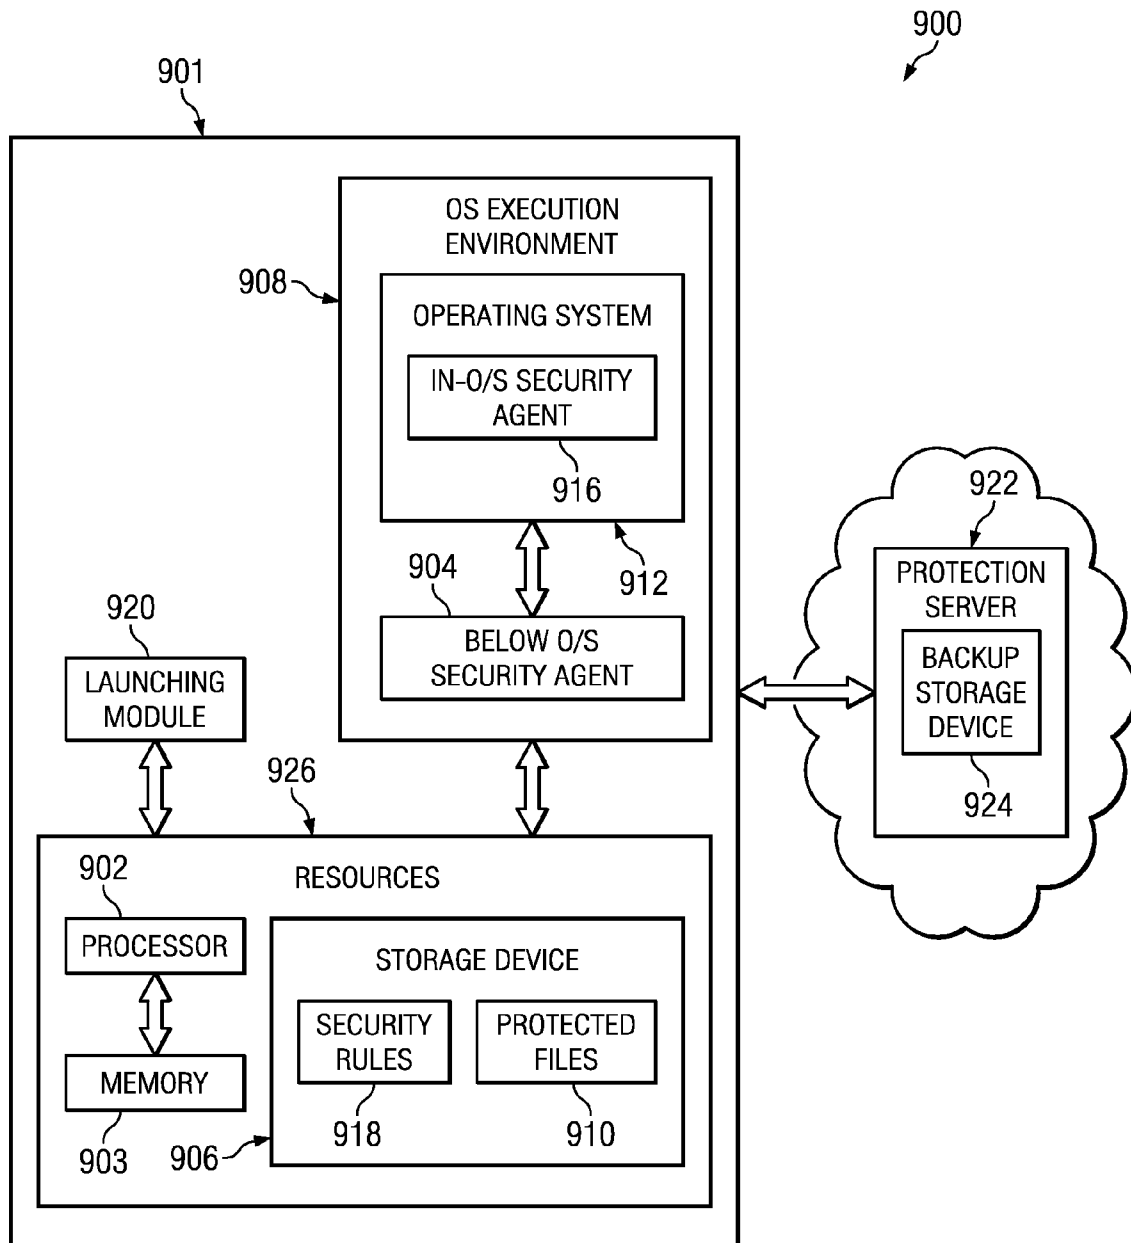 900
901
OS EXECUTION
ENVIRONMENT
908
OPERATING SYSTEM
IN-O/S SECURITY
AGENT
916
912
904
BELOW O/S
SECURITY AGENT
920
LAUNCHING
MODULE
922
PROTECTION
SERVER
BACKUP
STORAGE
DEVICE
924
926
RESOURCES
902
PROCESSOR
MEMORY
903
STORAGE DEVICE
SECURITY
RULES
918
PROTECTED
FILES
910
906